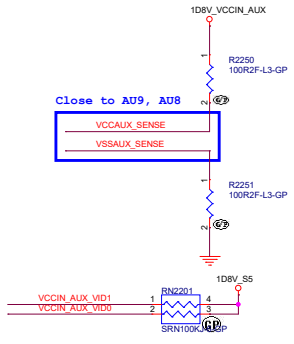 1D8V_VCCIN_AUX
1
R2250
100R2F-L3-GP
2
Close to AU9, AU8
VCCAUX_SENSE
VSSAUX_SENSE
1
R2251
100R2F-L3-GP
2
1D8V_S5
RN2201
VCCIN_AUX_VID1 1 4
VCCIN_AUX_VID0 2 3
GP